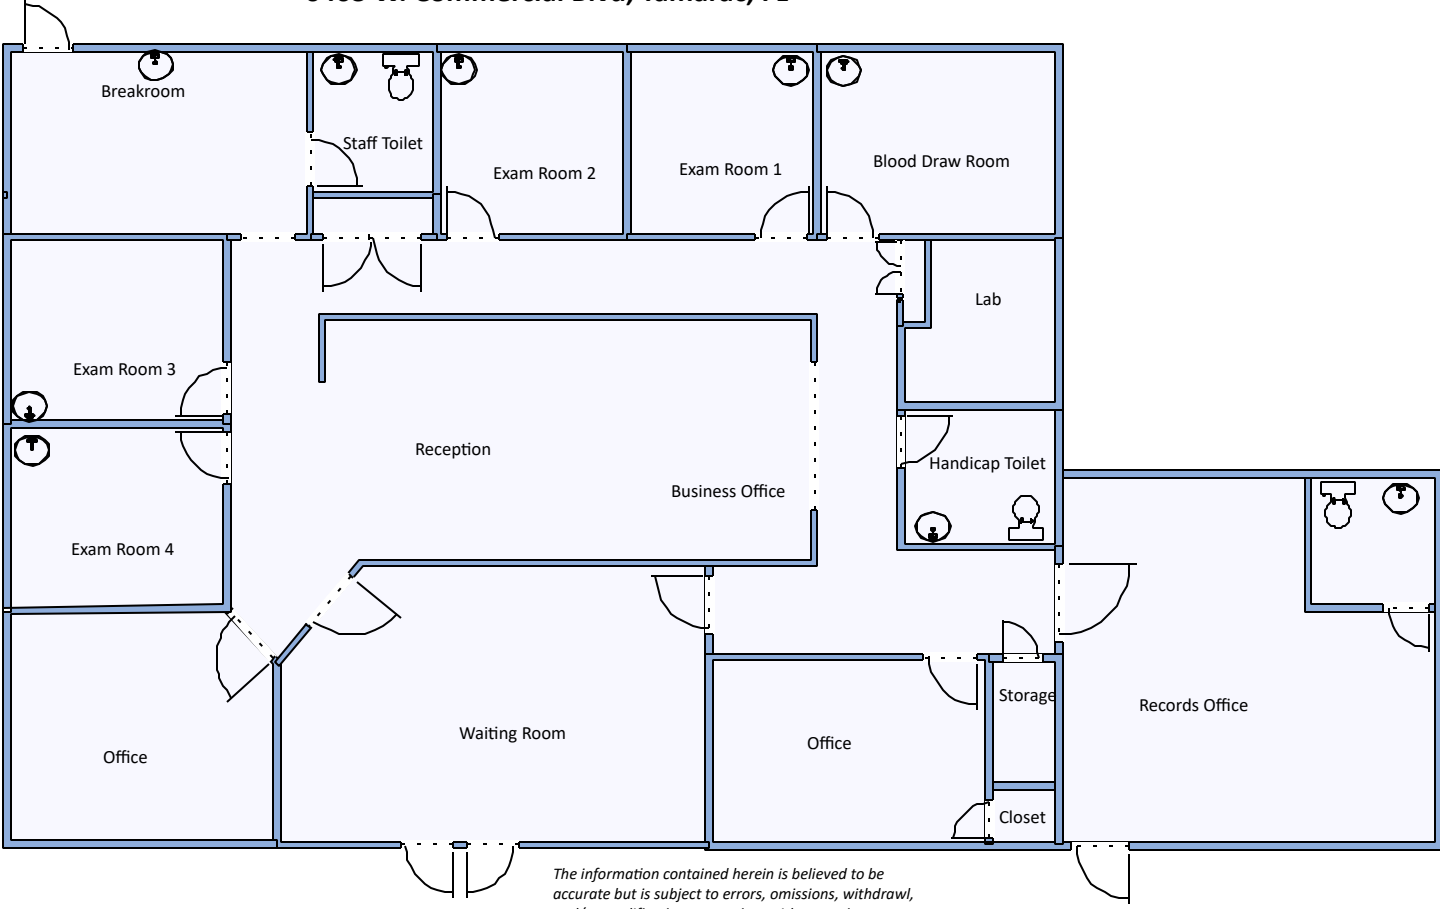 Breakroom
Staff Toilet
Exam Room 2
Exam Room 1
Blood Draw Room
Lab
Exam Room 3
Reception
Handicap Toilet
Business Office
Exam Room 4
Storage
Records Office
Waiting Room
Office
Office
Closet
The information contained herein is believed to be
accurate but is subject to errors, omissions, withdrawl,